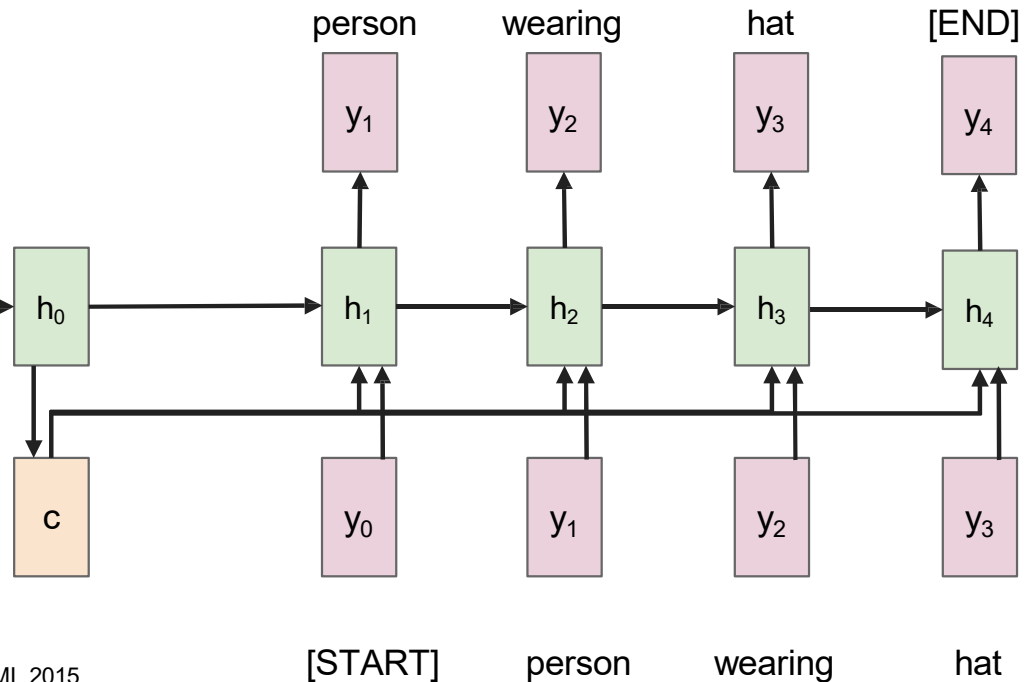 person wearing hat [END]
y₁ y₂ y₃ y₄
h₀ h₁ h₂ h₃ h₄
c y₀ y₁ y₂ y₃
[START] person wearing hat
2015